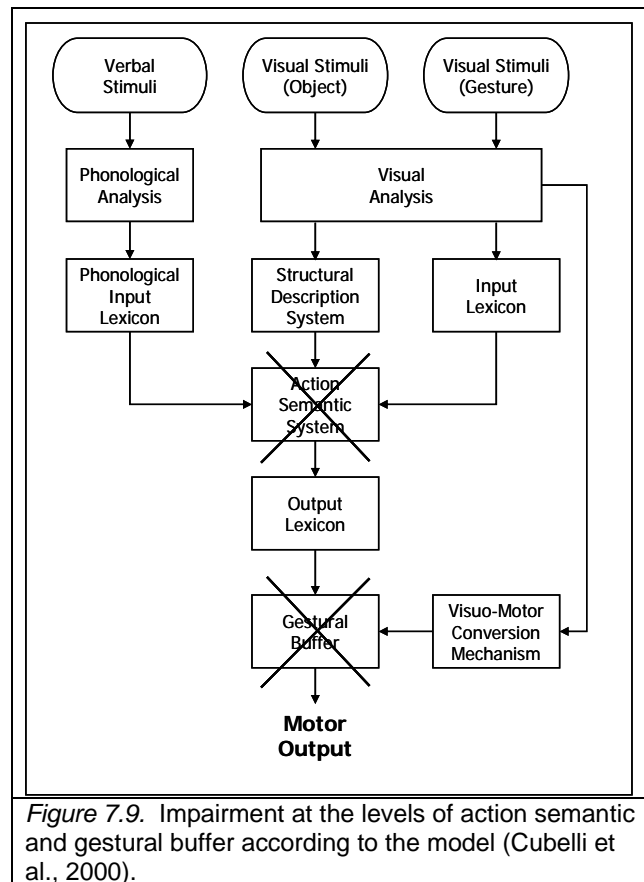 Verbal
Stimuli
Visual Stimuli
(Object)
Visual Stimuli
(Gesture)
Phonological
Analysis
Visual
Analysis
Phonological
Input
Lexicon
Structural
Description
System
Input
Lexicon
Action
Semantic
System
Output
Lexicon
Gestural
Buffer
Visuo-Motor
Conversion
Mechanism
Motor
Output
Figure 7.9. Impairment at the levels of action semantic
and gestural buffer according to the model (Cubelli et
al., 2000).